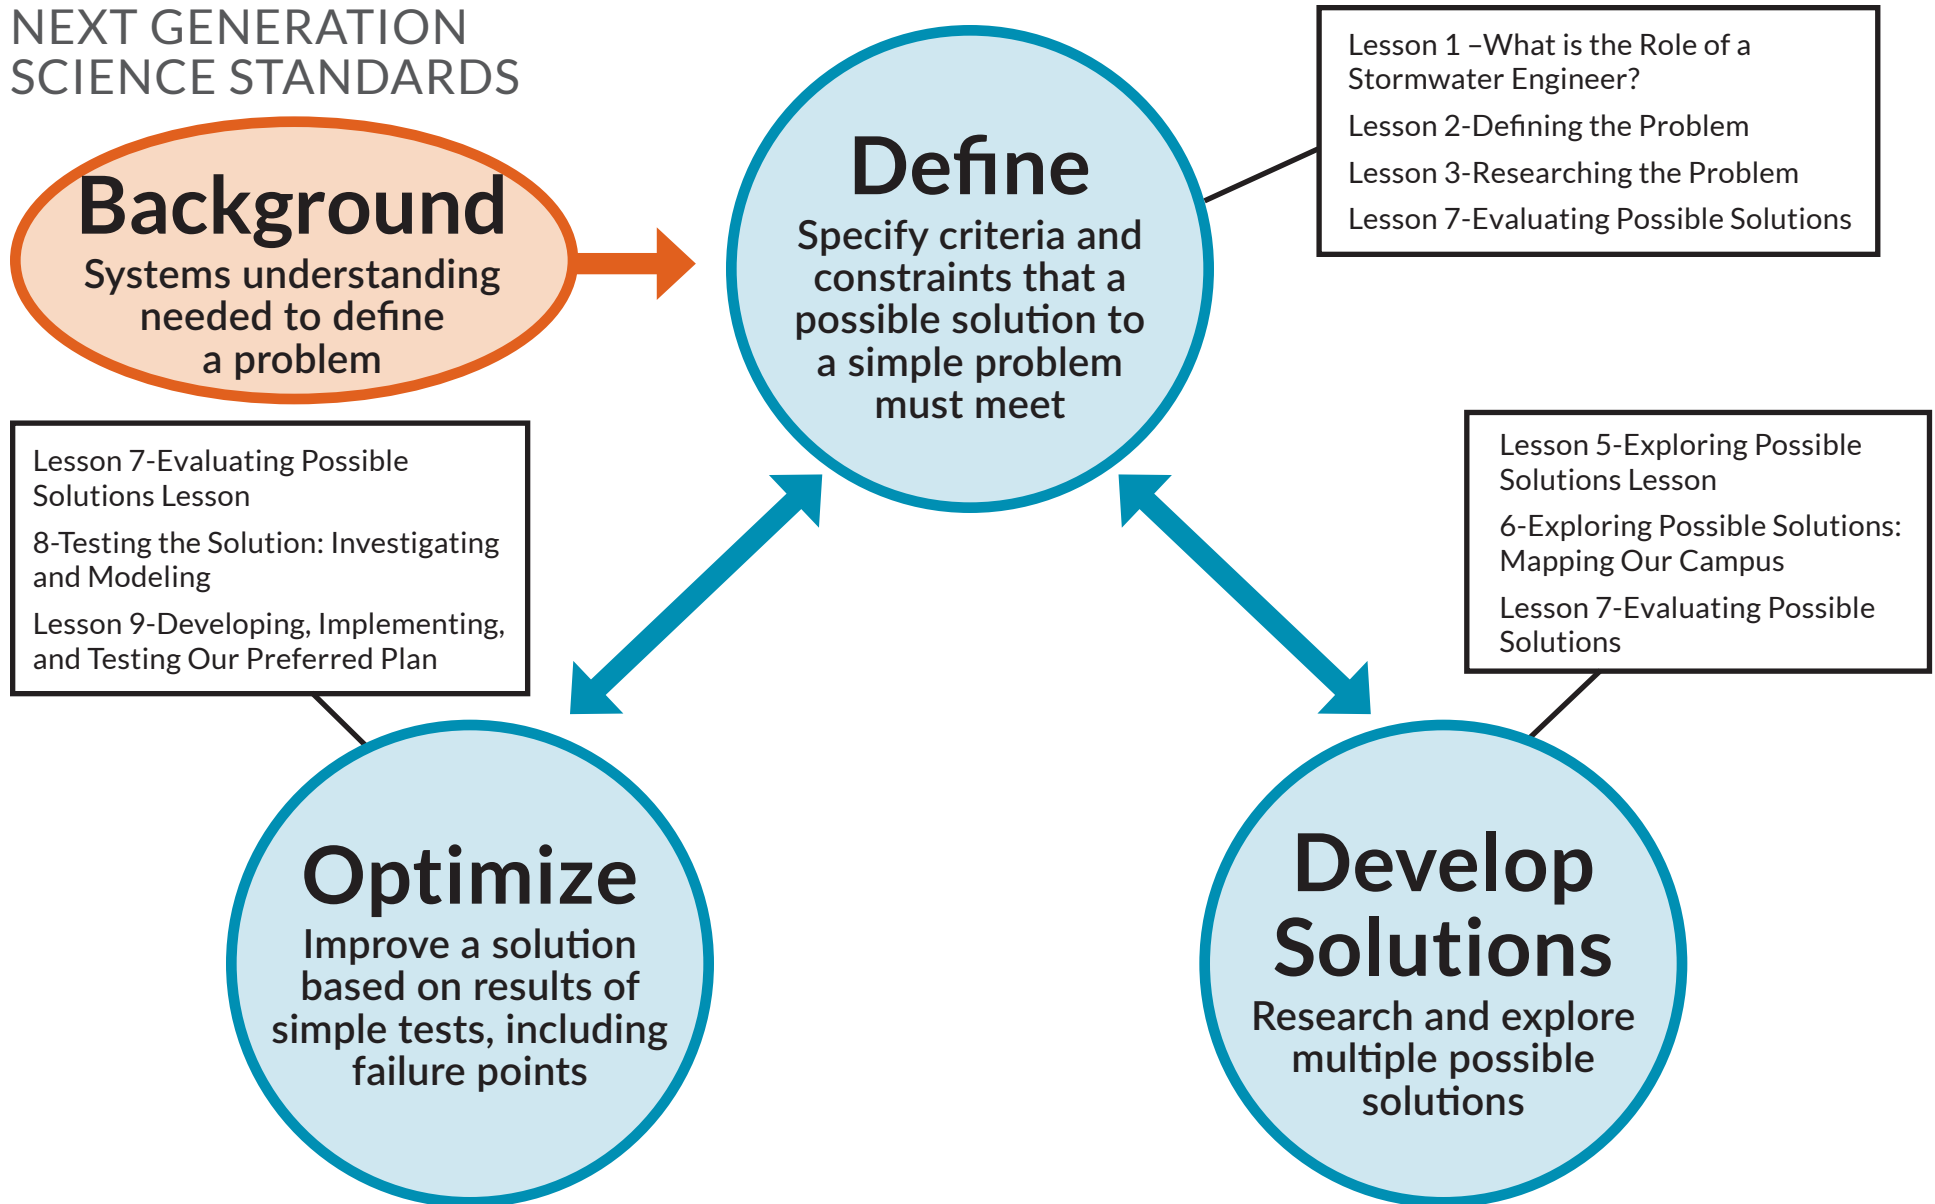 NEXT GENERATION
SCIENCE STANDARDS
Background
Systems understanding
needed to define
a problem
Define
Specify criteria and
constraints that a
possible solution to
a simple problem
must meet
Lesson 1 –What is the Role of a
Stormwater Engineer?
Lesson 2-Defining the Problem
Lesson 3-Researching the Problem
Lesson 7-Evaluating Possible Solutions
Lesson 7-Evaluating Possible
Solutions Lesson
8-Testing the Solution: Investigating
and Modeling
Lesson 9-Developing, Implementing,
and Testing Our Preferred Plan
Lesson 5-Exploring Possible
Solutions Lesson
6-Exploring Possible Solutions:
Mapping Our Campus
Lesson 7-Evaluating Possible
Solutions
Optimize
Improve a solution
based on results of
simple tests, including
failure points
Develop
Solutions
Research and explore
multiple possible
solutions